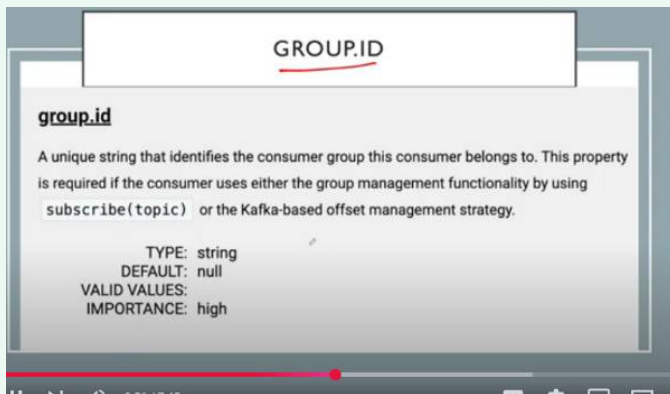 GROUP.ID
group.id
A unique string that identifies the consumer group this consumer belongs to. This property
is required if the consumer uses either the group management functionality by using
subscribe(topic) or the Kafka-based offset management strategy.
TYPE: string
DEFAULT: null
VALID VALUES:
IMPORTANCE: high